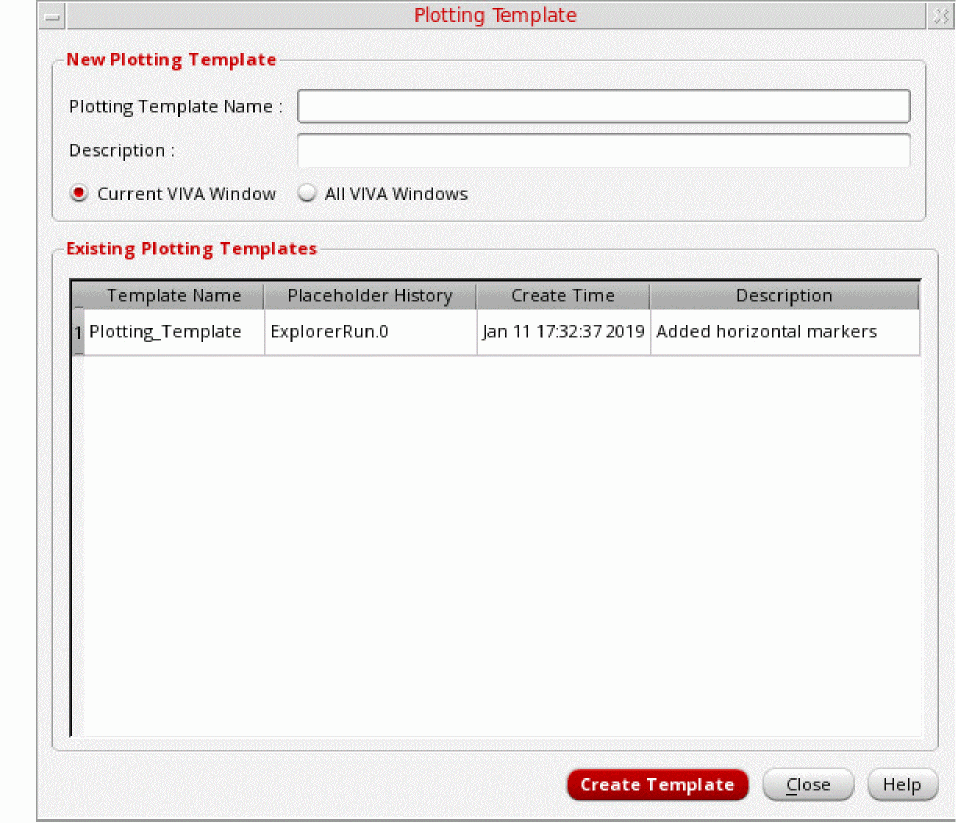 Plotting Template
New Plotting Template
Plotting Template Name :
Description :
Current VIVA Window All VIVA Windows
Existing Plotting Templates
Template Name Placeholder History Create Time Description
1 Plotting_Template ExplorerRun.0 Jan 11 17:32:37 2019 Added horizontal markers
Create Template Close Help